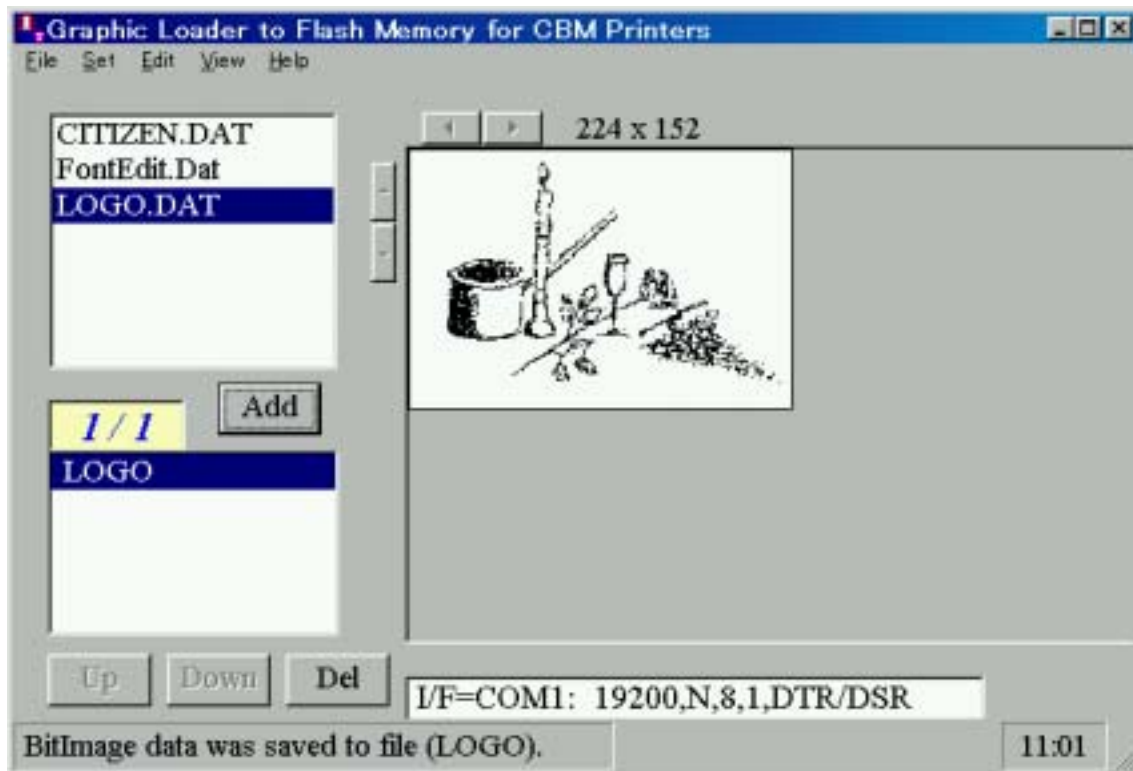 Graphic Loader to Flash Memory for CBM Printers
File Set Edit View Help
CITIZEN.DAT
FontEdit.Dat
LOGO.DAT
224 x 152
1/1
Add
LOGO
Up Down Del
I/F=COM1: 19200,N,8,1,DTR/DSR
BitImage data was saved to file (LOGO).
11:01